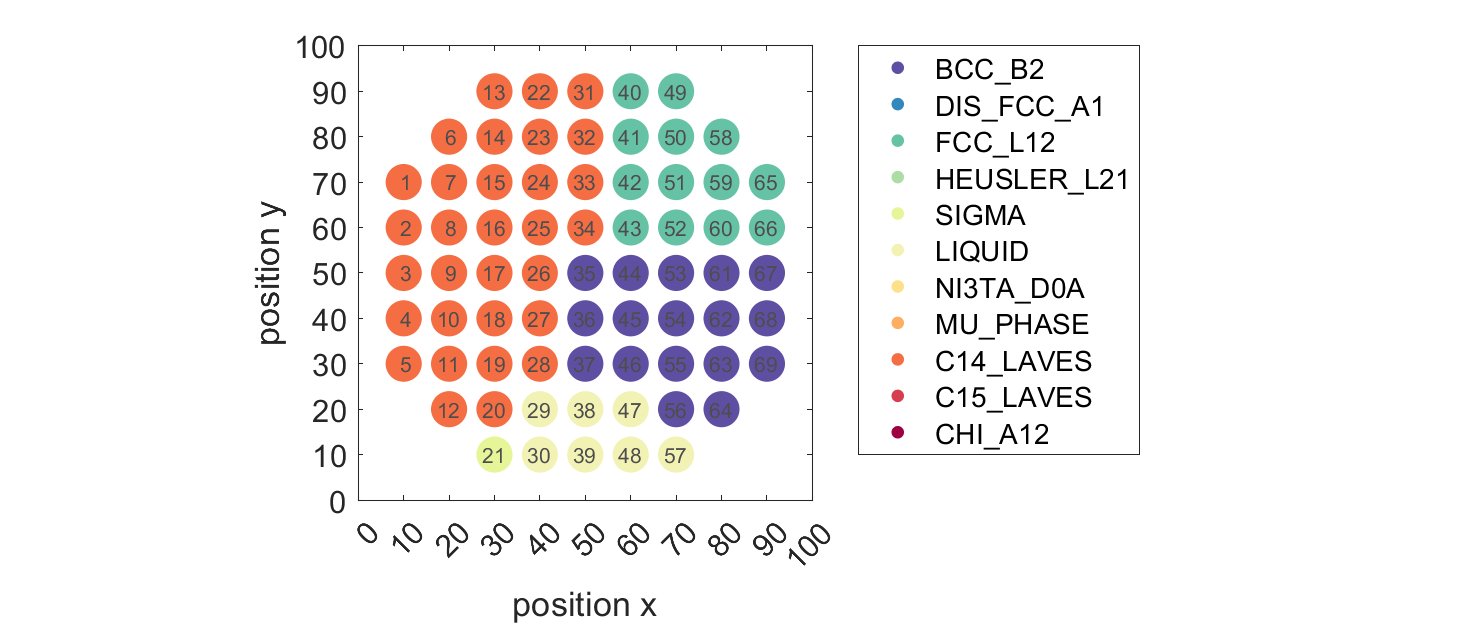 100
90
80
70
60
50
40
30
20
10
0
position y
13 22 31 40 49
6 14 23 32 41 50 58
1 7 15 24 33 42 51 59 65
2 8 16 25 34 43 52 60 66
3 9 17 26 35 44 53 61 67
4 10 18 27 36 45 54 62 68
5 11 19 28 37 46 55 63 69
12 20 29 38 47 56 64
21 30 39 48 57
0 10 20 30 40 50 60 70 80 90 100
position x
BCC_B2
DIS_FCC_A1
FCC_L12
HEUSLER_L21
SIGMA
LIQUID
NI3TA_D0A
MU_PHASE
C14_LAVES
C15_LAVES
CHI_A12